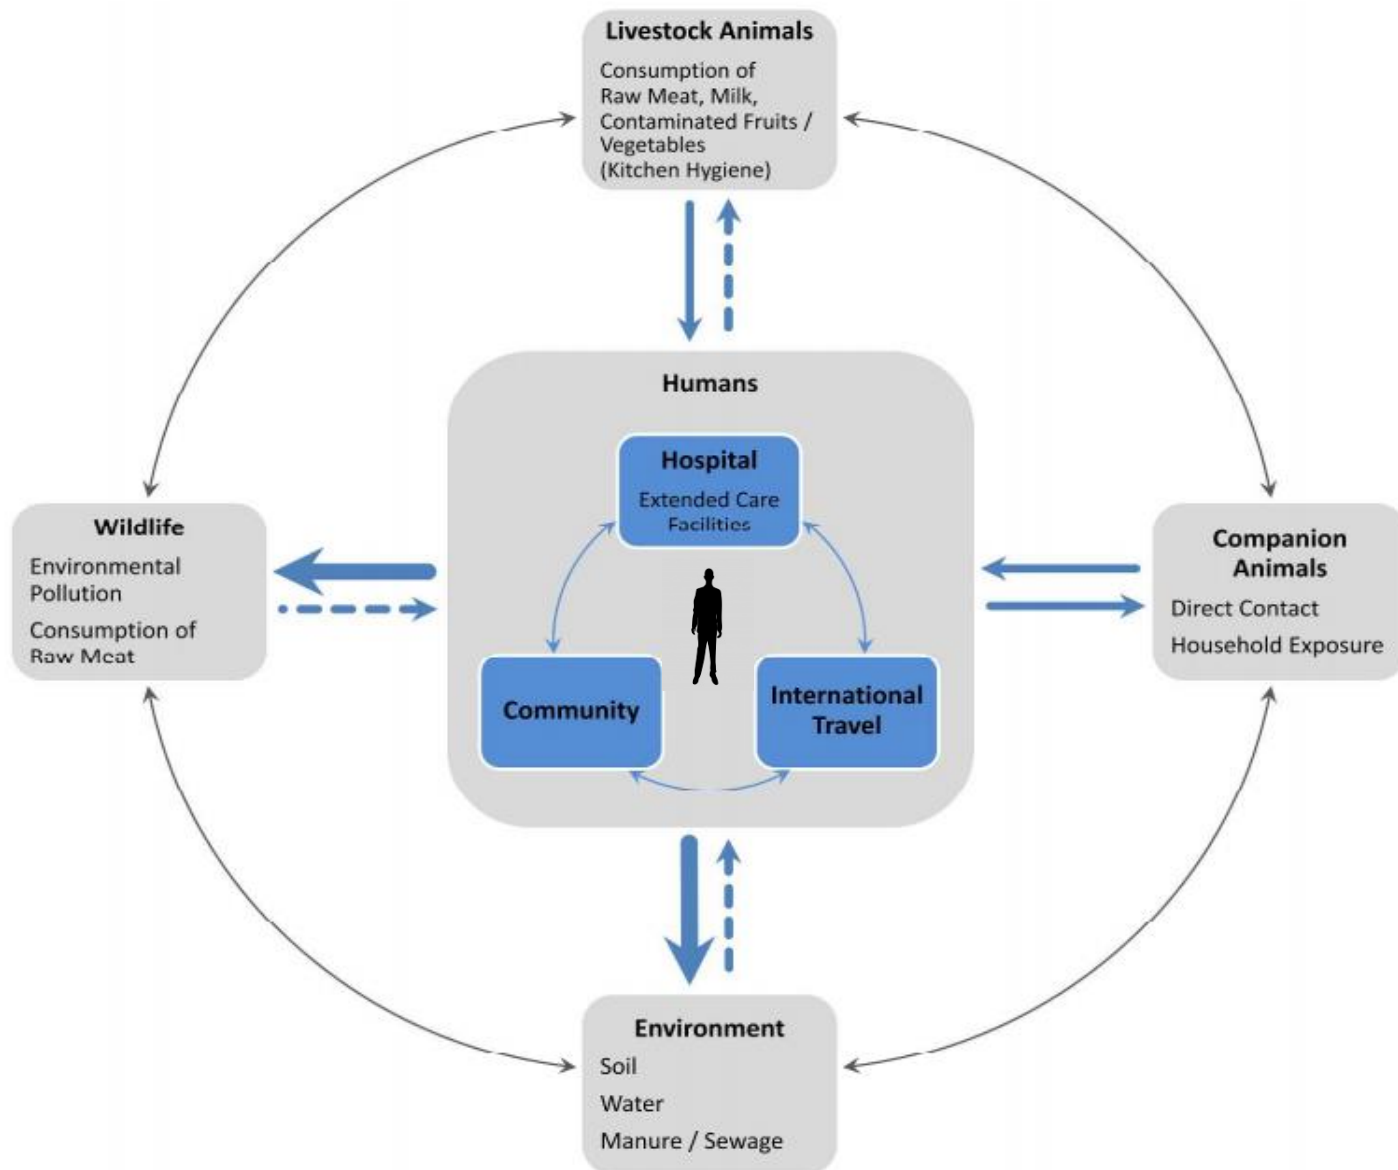 Livestock Animals
Consumption of
Raw Meat, Milk,
Contaminated Fruits /
Vegetables
(Kitchen Hygiene)
Humans
Hospital
Extended Care
Facilities
Community
International
Travel
Wildlife
Environmental
Pollution
Consumption of
Raw Meat
Companion
Animals
Direct Contact
Household Exposure
Environment
Soil
Water
Manure / Sewage